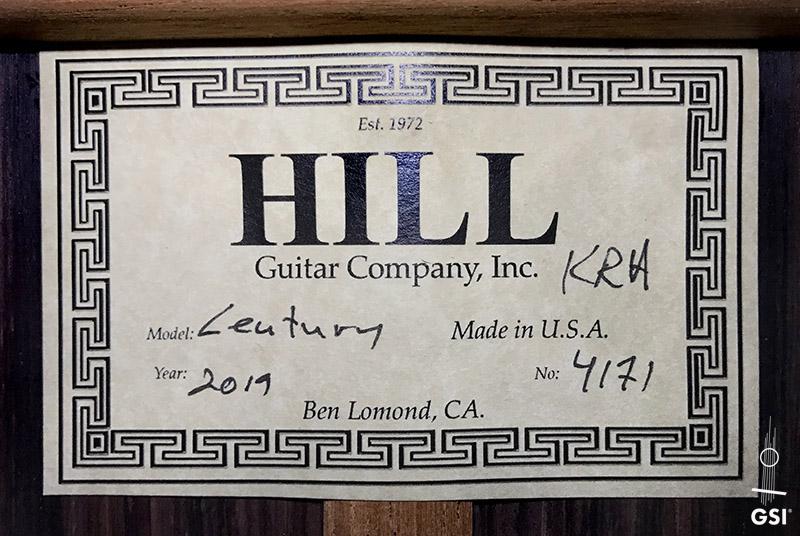 Est. 1972
HILL
Guitar Company, Inc. KRH
Model: Century Made in U.S.A.
Year: 2019 No: 4171
Ben Lomond, CA.
GSI®